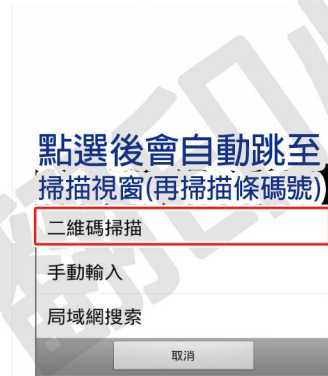 點選後會自動跳至
掃描視窗(再掃描條碼號)
二維碼掃描
手動輸入
局域網搜索
取消